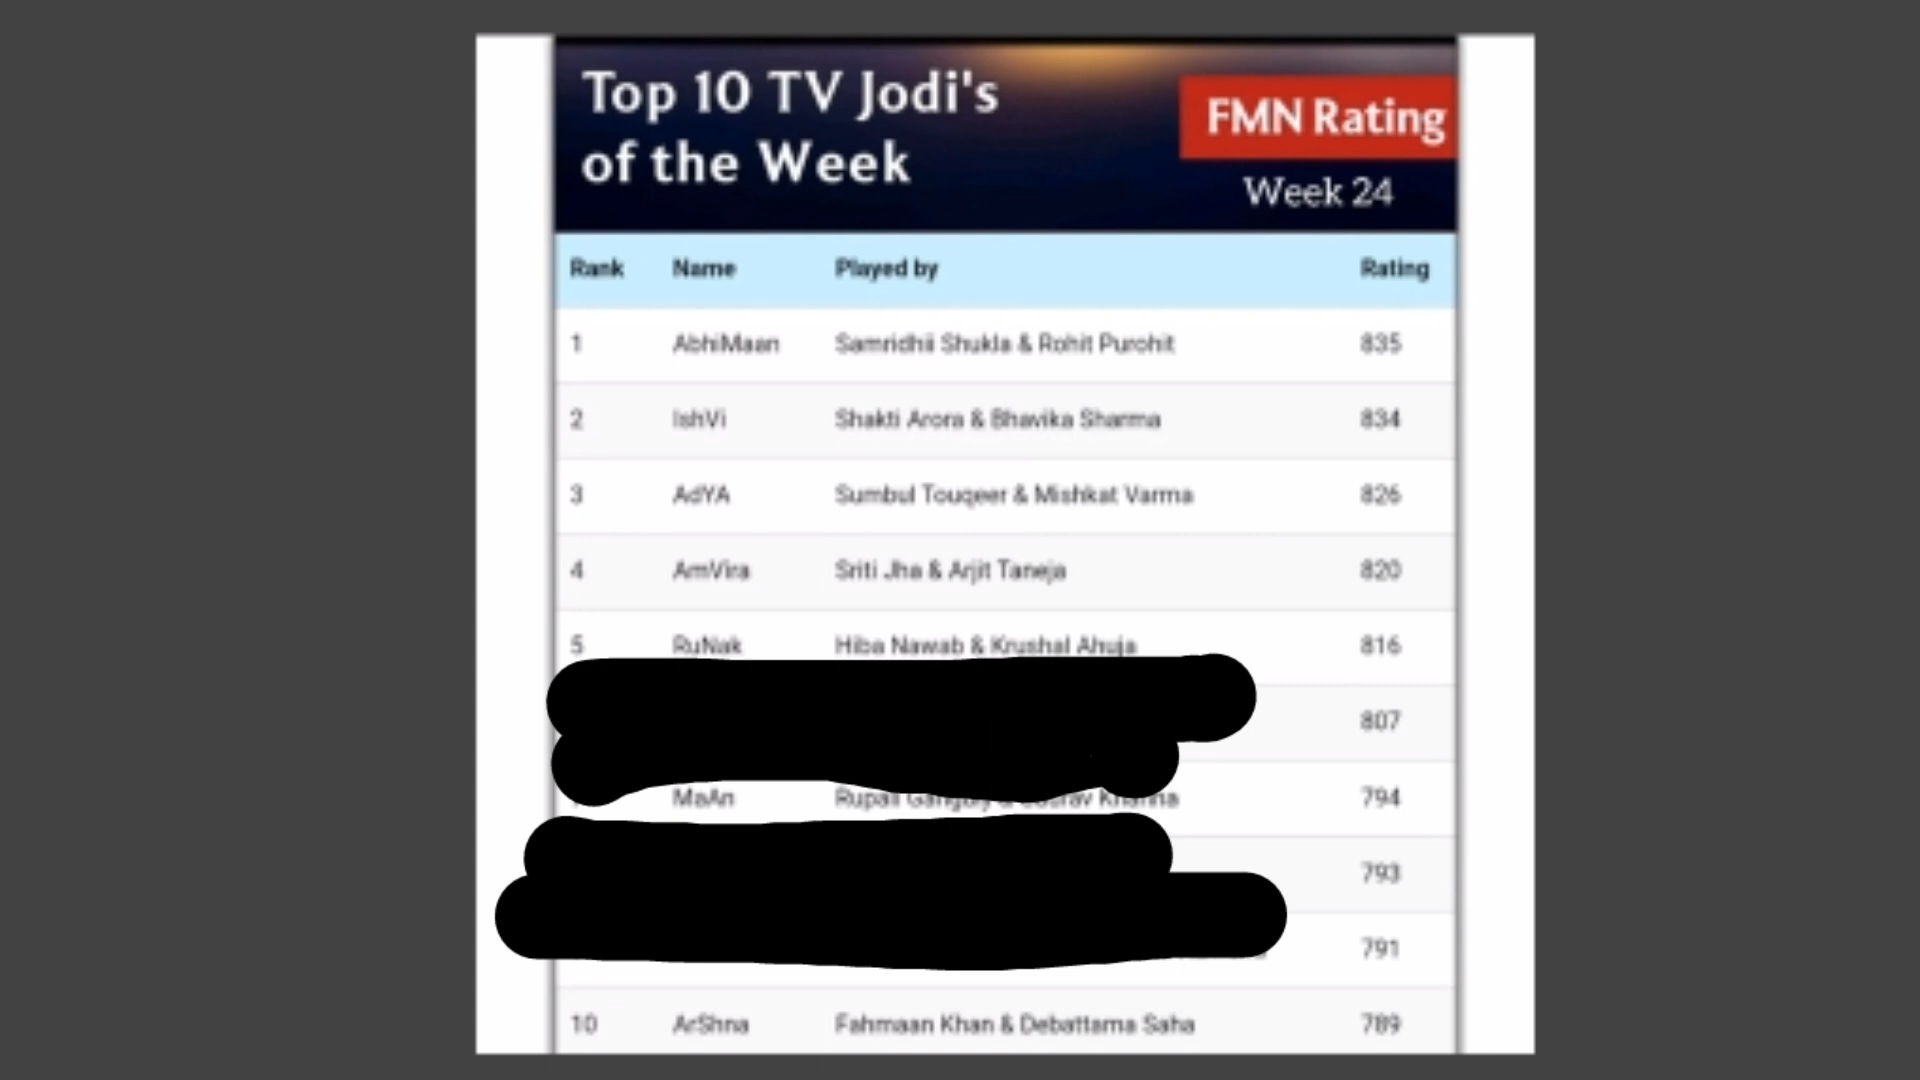 Top 10 TV Jodi's
of the Week
FMN Rating
Week 24
Rank Name Played by Rating
1 AbhiMaan Samridhii Shukla & Rohit Purohit 835
2 IshVi Shakti Arora & Bhavika Sharma 834
3 AdYA Sumbul Touqeer & Mishkat Varma 826
4 AmVira Sriti Jha & Arjit Taneja 820
5 RuNak Hiba Nawab & Krushal Ahuja 816
807
MaAn Rupali Ganguly & Khanna 794
793
791
10 ArShna Fahmaan Khan & Debattama Saha 789